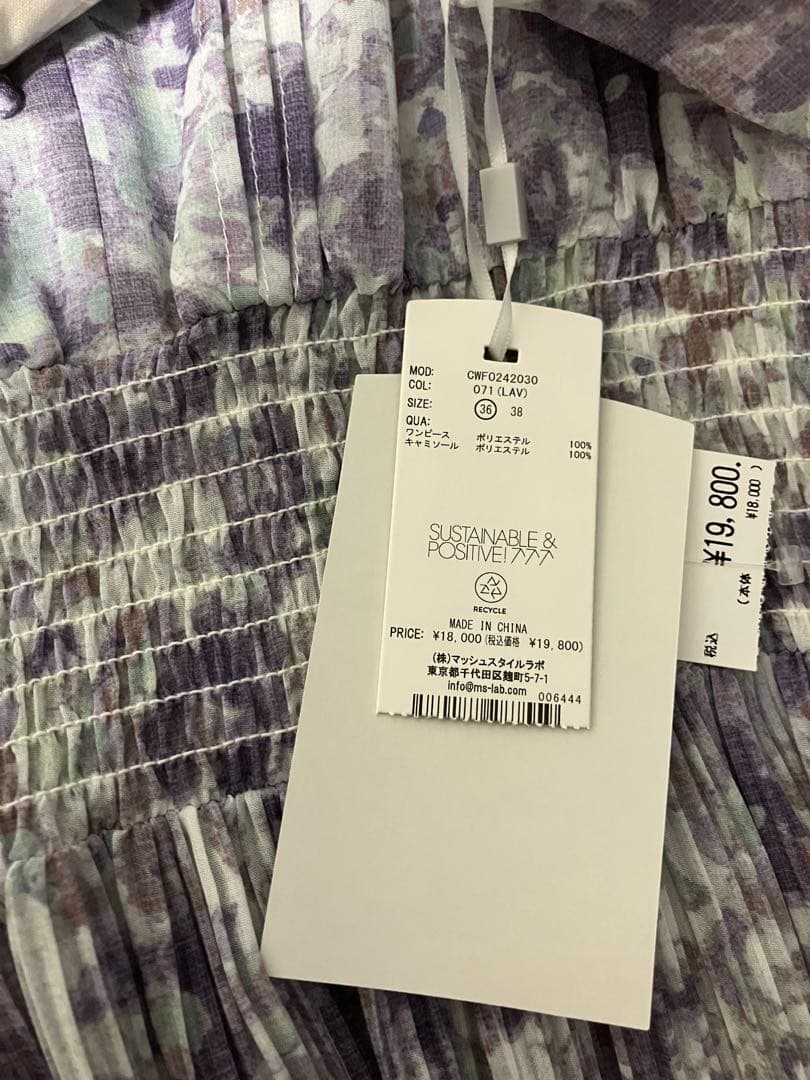 MOD: CWFO242030
COL: 071(LAV)
SIZE: 36 38
QUA:
ワンピース ポリエステル 100%
キャミソール ポリエステル 100%
SUSTAINABLE &
POSITIVE! 777
RECYCLE
MADE IN CHINA
PRICE: ¥18,000(税込価格 ¥19,800)
(株)マッシュスタイルラボ
東京都千代田区麹町5-7-1
info@ms-lab.com 006444
税込 ¥19,800.
(本体 ¥18,000)